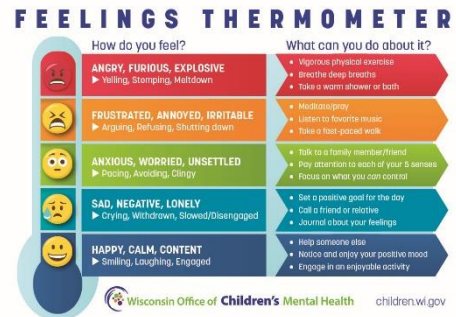 FEELINGS THERMOMETER
How do you feel?
What can you do about it?
ANGRY, FURIOUS, EXPLOSIVE
▶ Yelling, Stomping, Meltdown
• Vigorous physical exercise
• Breathe deep breaths
• Take a warm shower or bath
FRUSTRATED, ANNOYED, IRRITABLE
▶ Arguing, Refusing, Shutting down
• Meditate/pray
• Listen to favorite music
• Take a fast-paced walk
ANXIOUS, WORRIED, UNSETTLED
▶ Pacing, Avoiding, Clingy
• Talk to a family member/friend
• Pay attention to each of your 5 senses
• Focus on what you can control
SAD, NEGATIVE, LONELY
▶ Crying, Withdrawn, Slowed/Disengaged
• Set a positive goal for the day
• Call a friend or relative
• Journal about your feelings
HAPPY, CALM, CONTENT
▶ Smiling, Laughing, Engaged
• Help someone else
• Notice and enjoy your positive mood
• Engage in an enjoyable activity
Wisconsin Office of Children's Mental Health
children.wi.gov